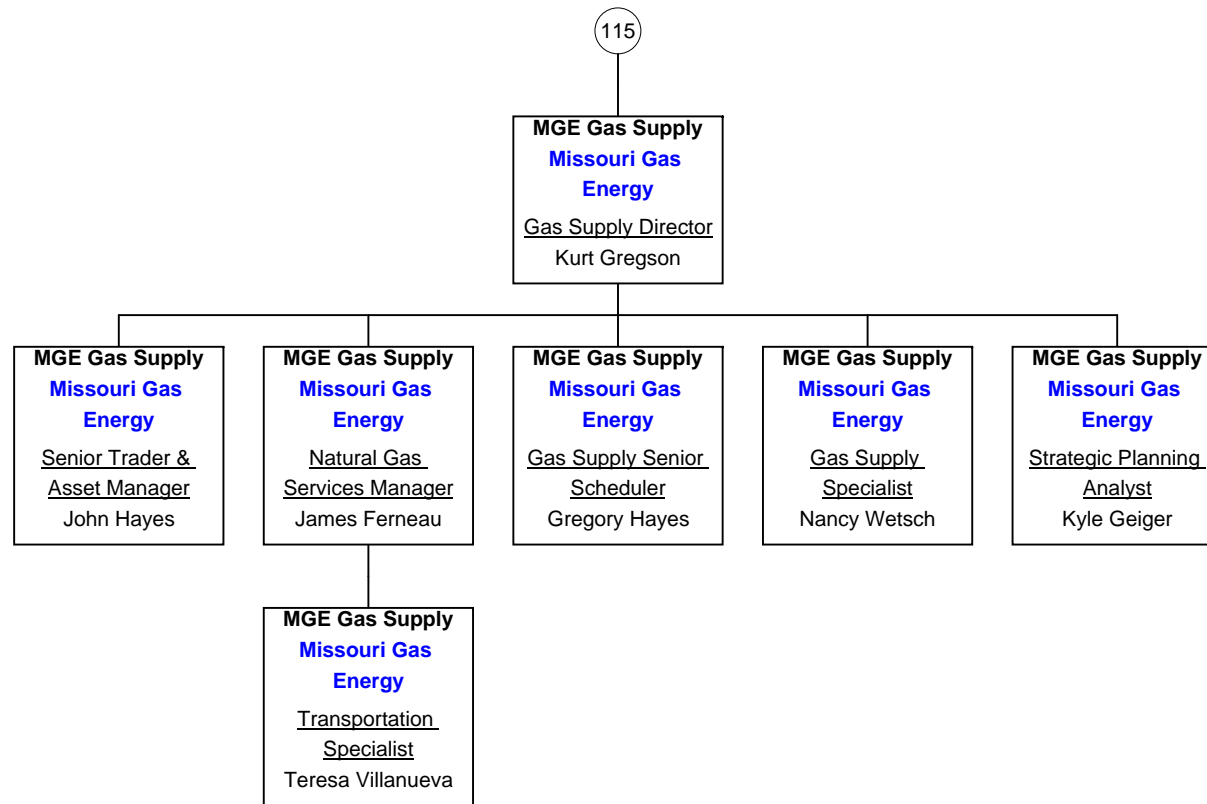 115
MGE Gas Supply
Missouri Gas
Energy
Gas Supply Director
Kurt Gregson
MGE Gas Supply
Missouri Gas
Energy
Senior Trader &
Asset Manager
John Hayes
MGE Gas Supply
Missouri Gas
Energy
Natural Gas
Services Manager
James Ferneau
MGE Gas Supply
Missouri Gas
Energy
Gas Supply Senior
Scheduler
Gregory Hayes
MGE Gas Supply
Missouri Gas
Energy
Gas Supply
Specialist
Nancy Wetsch
MGE Gas Supply
Missouri Gas
Energy
Strategic Planning
Analyst
Kyle Geiger
MGE Gas Supply
Missouri Gas
Energy
Transportation
Specialist
Teresa Villanueva